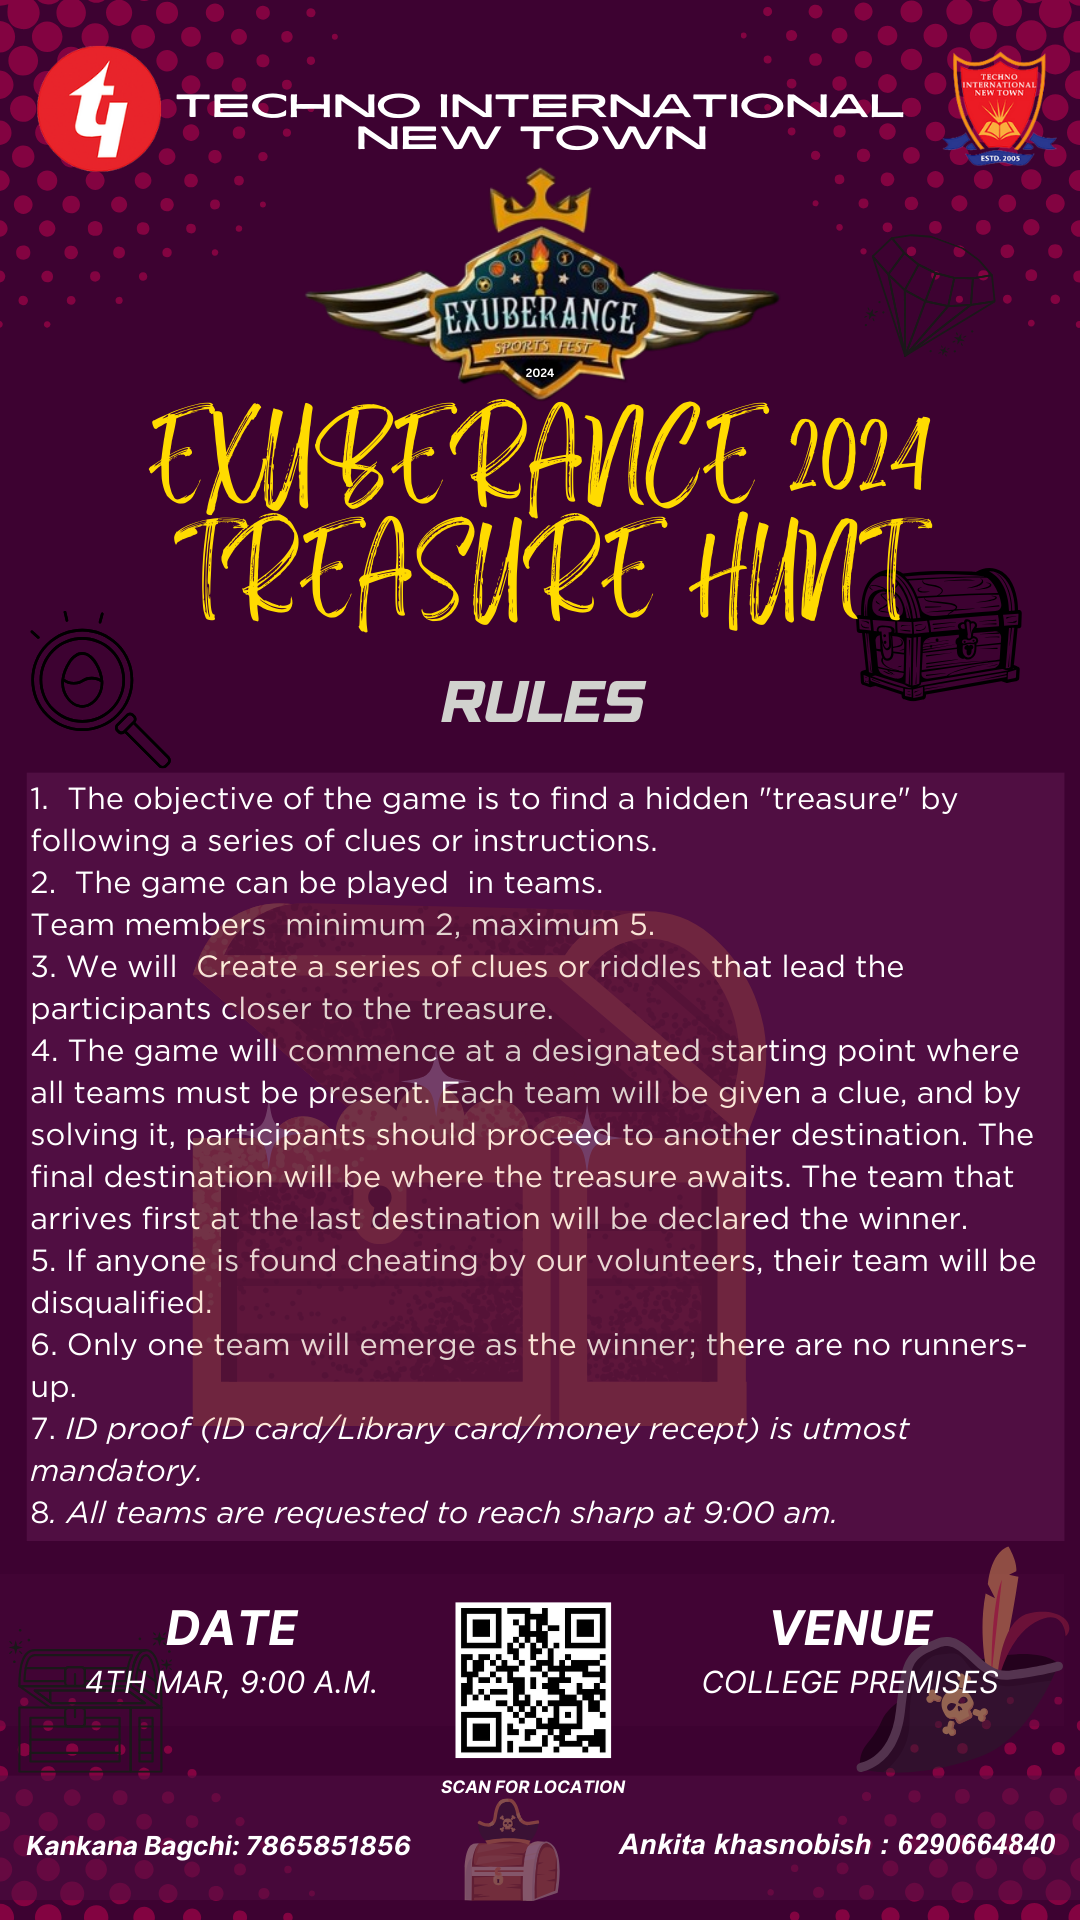 TECHNO INTERNATIONAL
NEW TOWN
TECHNO
INTERNATIONAL
NEW TOWN
ESTD. 2005
EXUBERANCE
SPORTS FEST
2024
EXUBERANCE 2024
TREASURE HUNT
RULES
1.  The objective of the game is to find a hidden "treasure" by
following a series of clues or instructions.
2.  The game can be played  in teams.
Team members  minimum 2, maximum 5.
3. We will  Create a series of clues or riddles that lead the
participants closer to the treasure.
4. The game will commence at a designated starting point where
all teams must be present. Each team will be given a clue, and by
solving it, participants should proceed to another destination. The
final destination will be where the treasure awaits. The team that
arrives first at the last destination will be declared the winner.
5. If anyone is found cheating by our volunteers, their team will be
disqualified.
6. Only one team will emerge as the winner; there are no runners-
up.
7. ID proof (ID card/Library card/money recept) is utmost
mandatory.
8. All teams are requested to reach sharp at 9:00 am.
DATE
4TH MAR, 9:00 A.M.
VENUE
COLLEGE PREMISES
SCAN FOR LOCATION
Kankana Bagchi: 7865851856
Ankita khasnobish : 6290664840